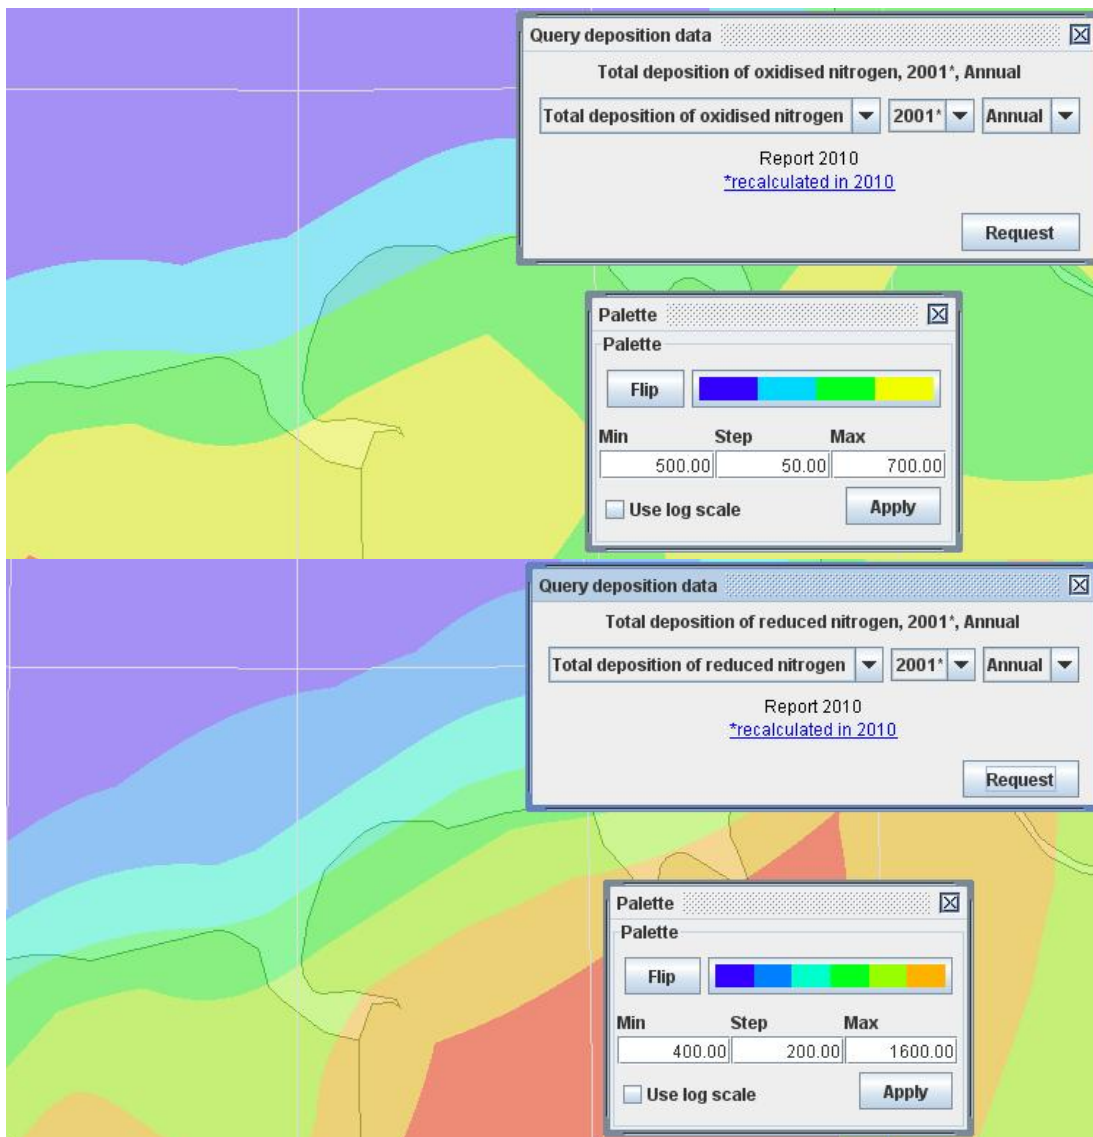 Query deposition data
Total deposition of oxidised nitrogen, 2001*, Annual
Total deposition of oxidised nitrogen 2001* Annual
Report 2010
*recalculated in 2010
Request
Palette
Palette
Flip
Min Step Max
500.00 50.00 700.00
Use log scale Apply
Query deposition data
Total deposition of reduced nitrogen, 2001*, Annual
Total deposition of reduced nitrogen 2001* Annual
Report 2010
*recalculated in 2010
Request
Palette
Palette
Flip
Min Step Max
400.00 200.00 1600.00
Use log scale Apply